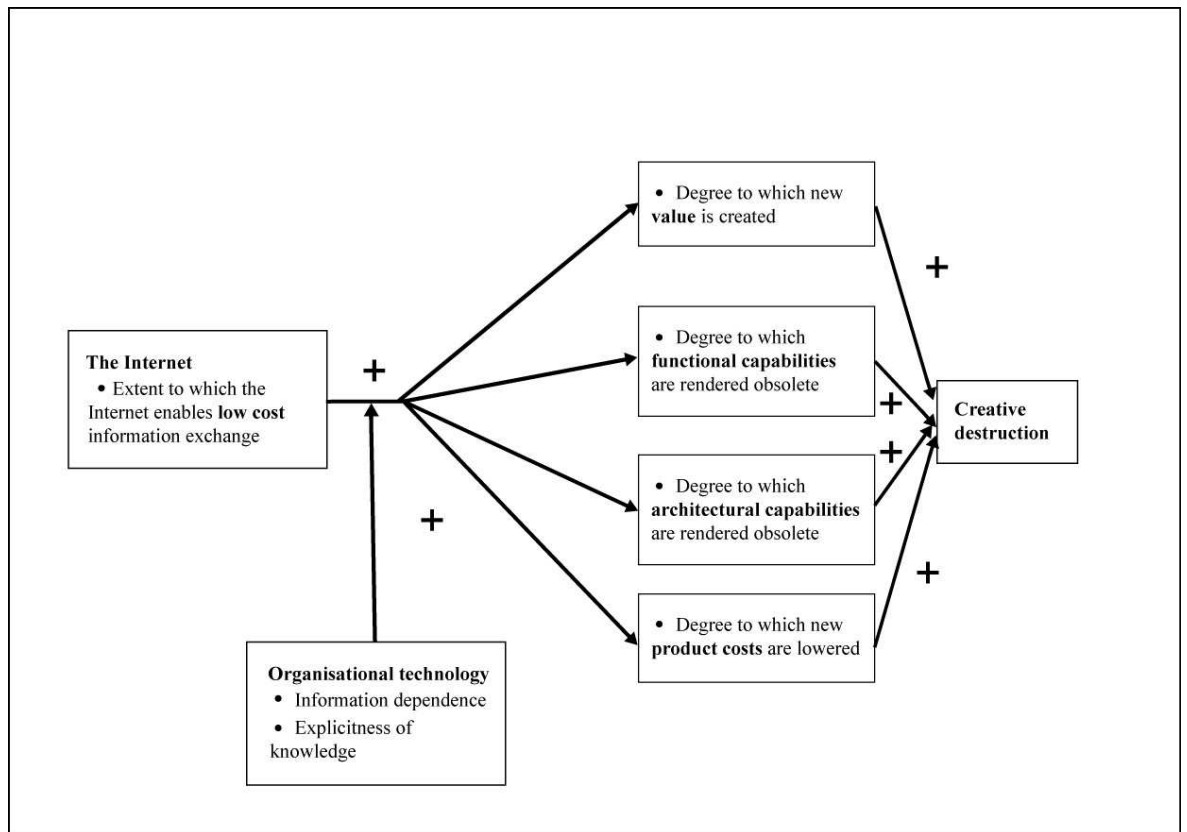 • Degree to which new
value is created
+
• Degree to which
functional capabilities
are rendered obsolete
The Internet
• Extent to which the
Internet enables low cost
information exchange
+
+
Creative
destruction
+
• Degree to which
architectural capabilities
are rendered obsolete
+
+
• Degree to which new
product costs are lowered
Organisational technology
• Information dependence
• Explicitness of
knowledge